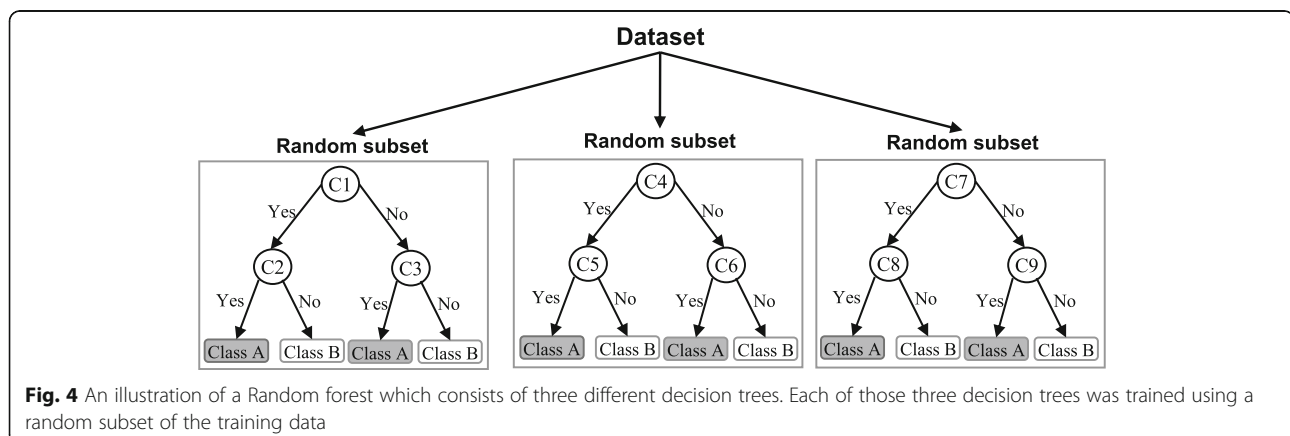 Dataset
Random subset Random subset Random subset
C1 C4 C7
Yes No Yes No Yes No
C2 C3 C5 C6 C8 C9
Yes No Yes No Yes No Yes No Yes No Yes No
Class A Class B Class A Class B Class A Class B Class A Class B Class A Class B Class A Class B
Fig. 4 An illustration of a Random forest which consists of three different decision trees. Each of those three decision trees was trained using a
random subset of the training data